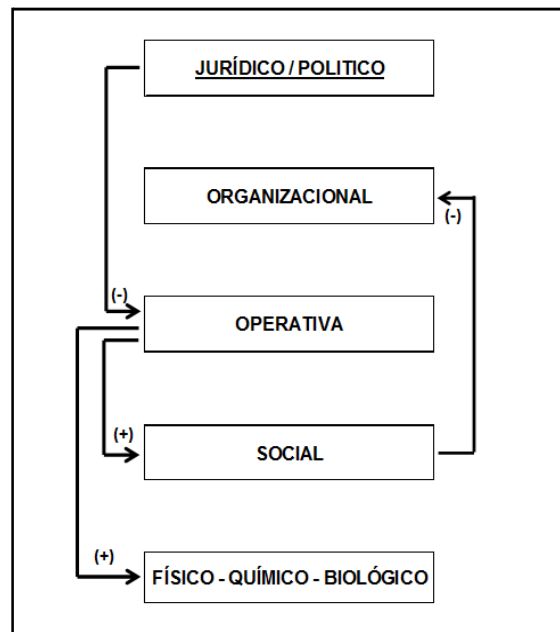 JURÍDICO / POLITICO
ORGANIZACIONAL
(-)
(-)
OPERATIVA
(+)
SOCIAL
(+)
FÍSICO - QUÍMICO - BIOLÓGICO